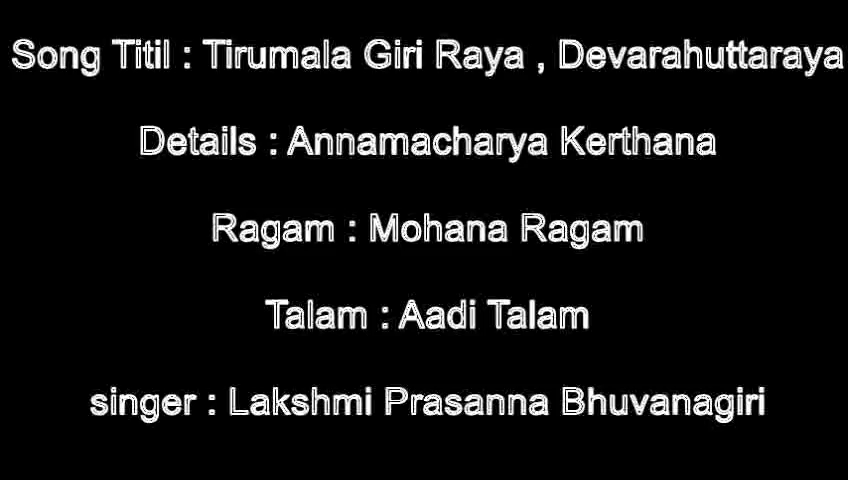 Song Titil : Tirumala Giri Raya , Devarahuttaraya
Details : Annamacharya Kerthana
Ragam : Mohana Ragam
Talam : Aadi Talam
singer : Lakshmi Prasanna Bhuvanagiri